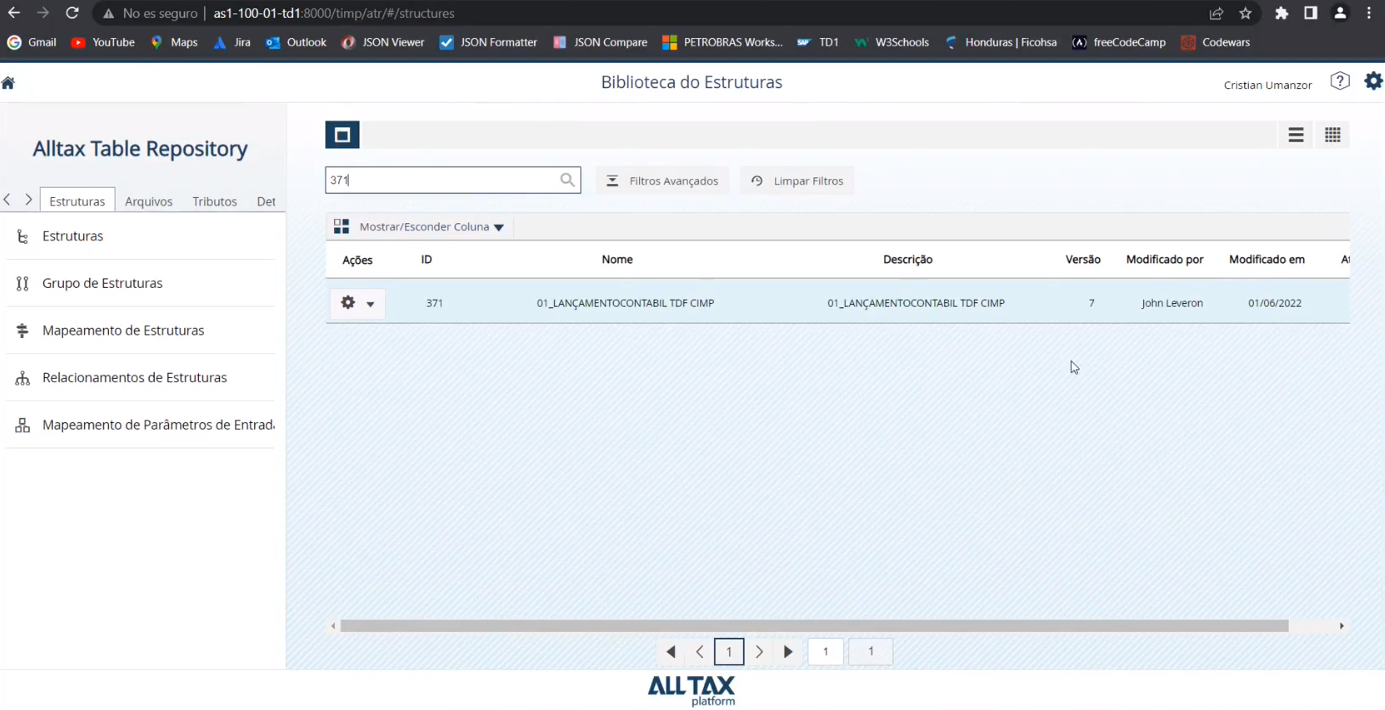 No es seguro | as1-100-01-td1:8000/timp/atr/#/structures
Gmail YouTube Maps Jira Outlook JSON Viewer JSON Formatter JSON Compare PETROBRAS Works... TD1 W3Schools Honduras | Ficohsa freeCodeCamp Codewars
Biblioteca do Estruturas
Cristian Umanzor
Alltax Table Repository
Estruturas Arquivos Tributos Det
Estruturas
Grupo de Estruturas
Mapeamento de Estruturas
Relacionamentos de Estruturas
Mapeamento de Parâmetros de Entrada
371 Filtros Avançados Limpar Filtros
Mostrar/Esconder Coluna
Ações ID Nome Descrição Versão Modificado por Modificado em At
371 01_LANÇAMENTOCONTABIL TDF CIMP 01_LANÇAMENTOCONTABIL TDF CIMP 7 John Leveron 01/06/2022
1 1 1
ALLTAX
platform